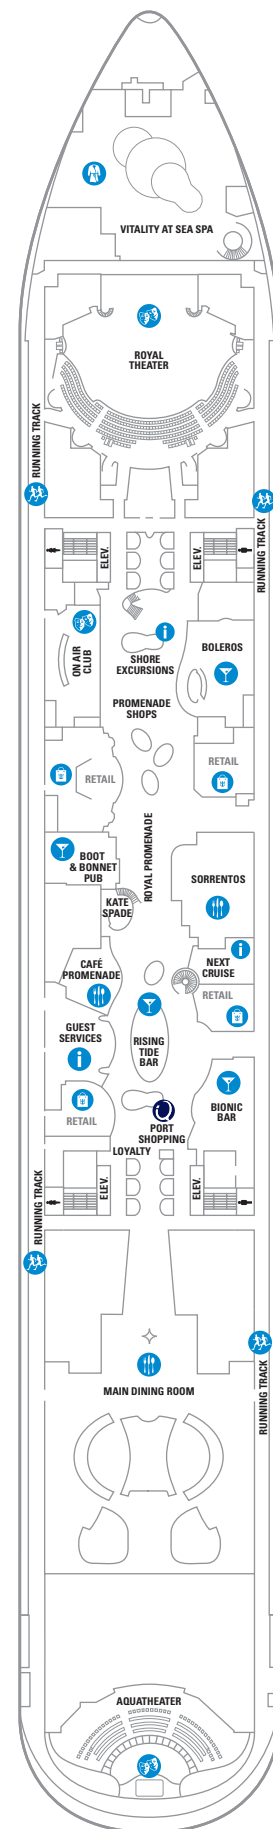 VITALITY AT SEA SPA
ROYAL
THEATER
RUNNING TRACK
RUNNING TRACK
ELEV.
ELEV.
i
SHORE
EXCURSIONS
ON AIR
CLUB
BOLEROS
PROMENADE
SHOPS
RETAIL
RETAIL
ROYAL PROMENADE
BOOT
& BONNET
PUB
SORRENTOS
KATE
SPADE
i
CAFÉ
PROMENADE
NEXT
CRUISE
RETAIL
GUEST
SERVICES
i
RISING
TIDE
BAR
RETAIL
BIONIC
BAR
PORT
SHOPPING
LOYALTY
ELEV.
ELEV.
RUNNING TRACK
MAIN DINING ROOM
RUNNING TRACK
AQUATHEATER